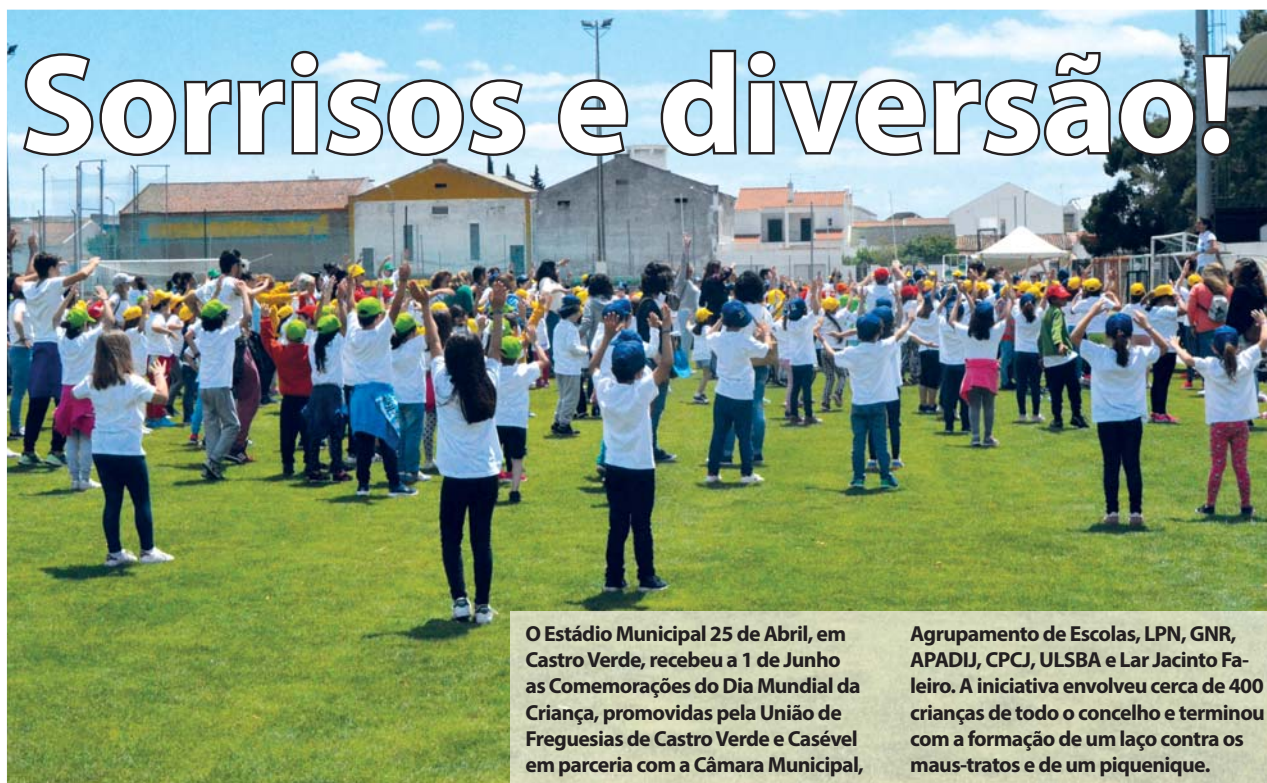 Sorrisos e diversão!
O Estádio Municipal 25 de Abril, em
Castro Verde, recebeu a 1 de Junho
as Comemorações do Dia Mundial da
Criança, promovidas pela União de
Freguesias de Castro Verde e Casével
em parceria com a Câmara Municipal,
Agrupamento de Escolas, LPN, GNR,
APADIJ, CPCJ, ULSBA e Lar Jacinto Fa-
leiro. A iniciativa envolveu cerca de 400
crianças de todo o concelho e terminou
com a formação de um laço contra os
maus-tratos e de um piquenique.